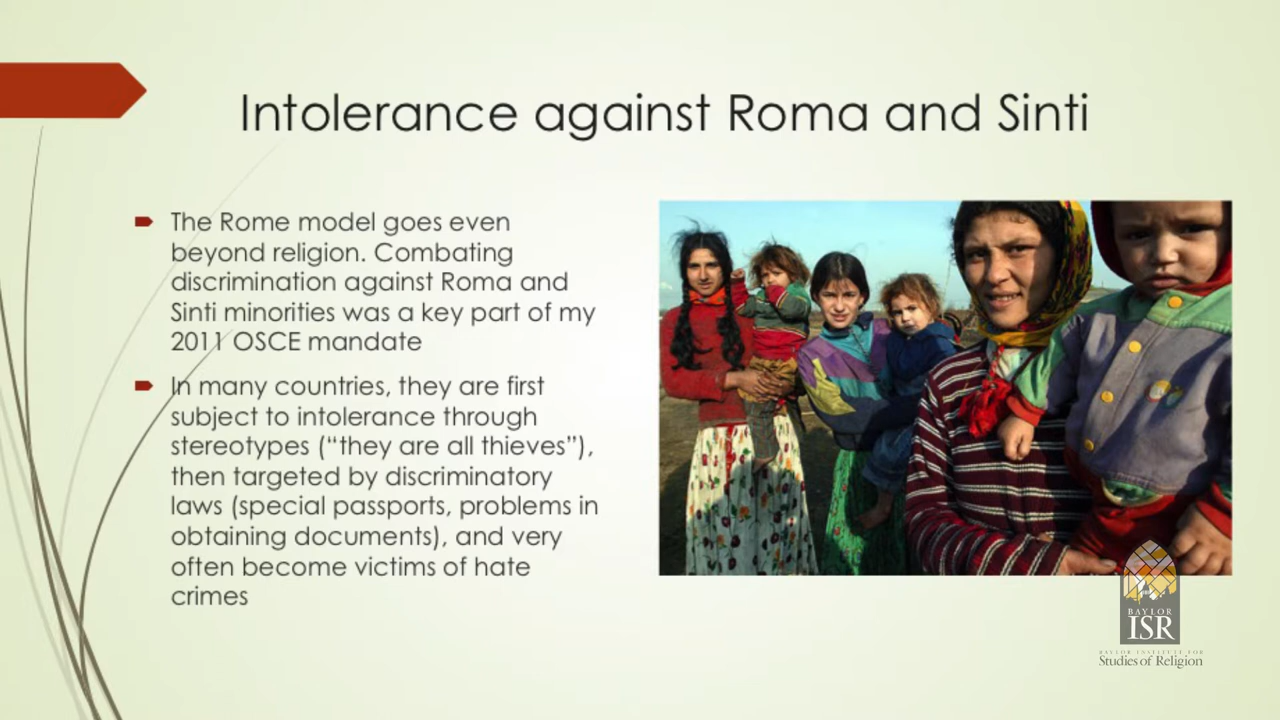 Intolerance against Roma and Sinti
The Rome model goes even
beyond religion. Combating
discrimination against Roma and
Sinti minorities was a key part of my
2011 OSCE mandate
In many countries, they are first
subject to intolerance through
stereotypes (“they are all thieves”),
then targeted by discriminatory
laws (special passports, problems in
obtaining documents), and very
often become victims of hate
crimes
BAYLOR
ISR
BAYLOR INSTITUTE FOR
Studies of Religion